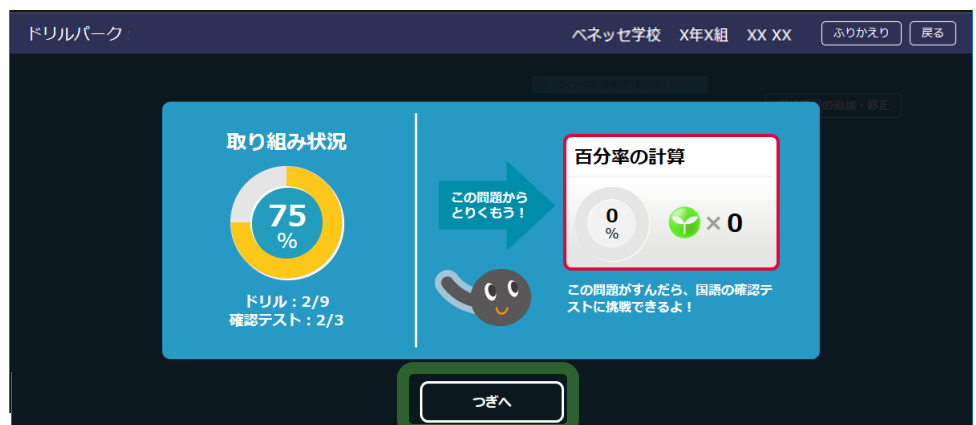 ドリルパーク
ベネッセ学校 X年X組 XX XX ふりかえり 戻る
取り組み状況
75
%
ドリル：2/9
確認テスト：2/3
この問題から
とりくもう！
百分率の計算
0
%
×0
この問題がすんだら、国語の確認テ
ストに挑戦できるよ！
つぎへ